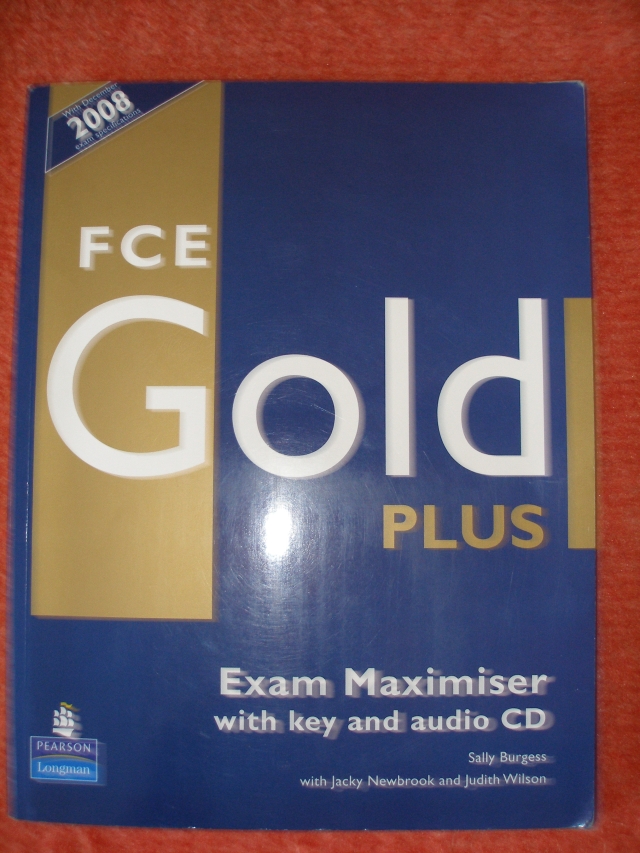 With December
2008
exam specifications
FCE
Gold
PLUS
Exam Maximiser
with key and audio CD
Sally Burgess
with Jacky Newbrook and Judith Wilson
PEARSON
Longman